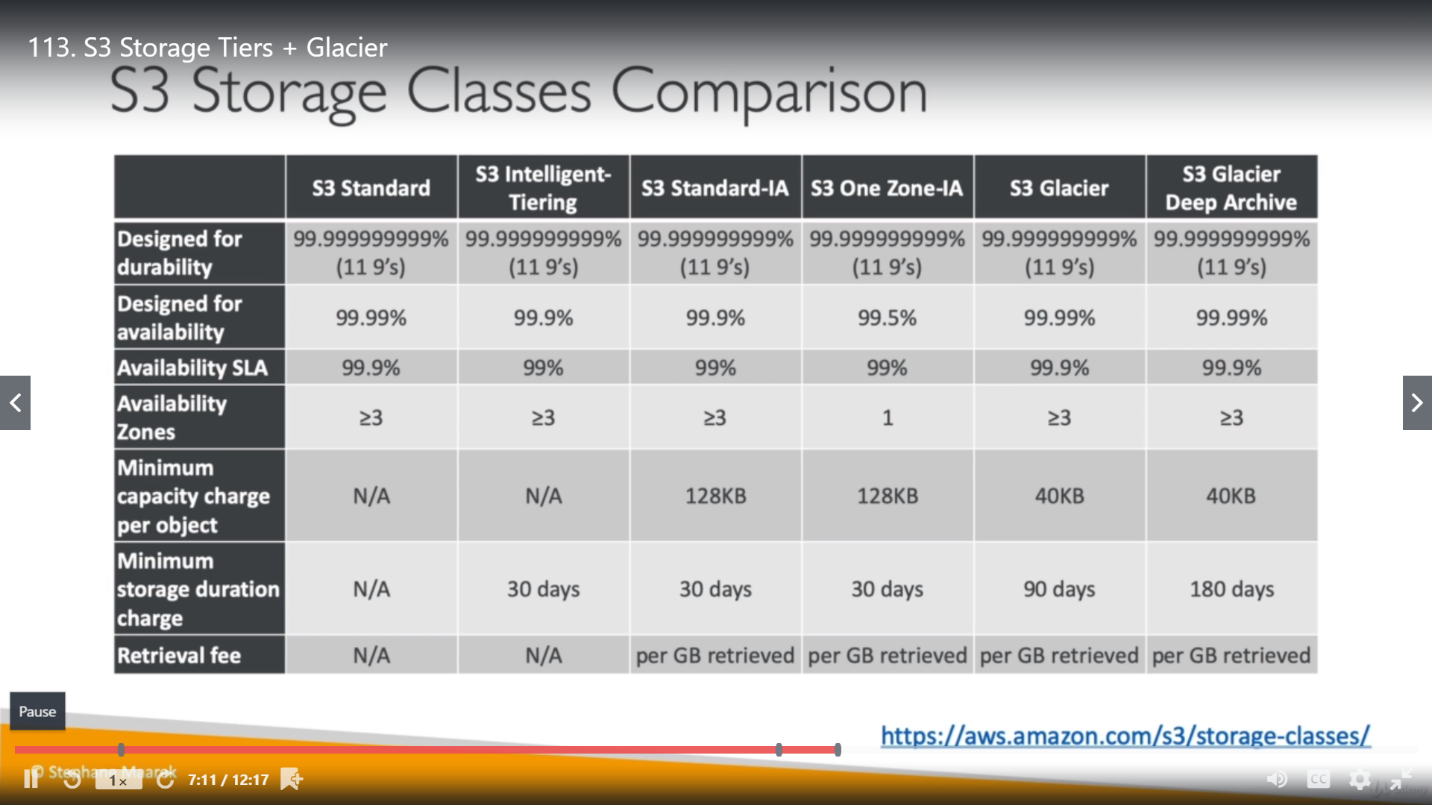 113. S3 Storage Tiers + Glacier
S3 Storage Classes Comparison
S3 Standard
S3 Intelligent-
Tiering
S3 Standard-IA
S3 One Zone-IA
S3 Glacier
S3 Glacier
Deep Archive
Designed for
durability
99.999999999%
(11 9’s)
99.999999999%
(11 9’s)
99.999999999%
(11 9’s)
99.999999999%
(11 9’s)
99.999999999%
(11 9’s)
99.999999999%
(11 9’s)
Designed for
availability
99.99%
99.9%
99.9%
99.5%
99.99%
99.99%
Availability SLA
99.9%
99%
99%
99%
99.9%
99.9%
Availability
Zones
≥3
≥3
≥3
1
≥3
≥3
Minimum
capacity charge
per object
N/A
N/A
128KB
128KB
40KB
40KB
Minimum
storage duration
charge
N/A
30 days
30 days
30 days
90 days
180 days
Retrieval fee
N/A
N/A
per GB retrieved
per GB retrieved
per GB retrieved
per GB retrieved
Pause
https://aws.amazon.com/s3/storage-classes/
© Stephane Maarek
1x
7:11 / 12:17
CC